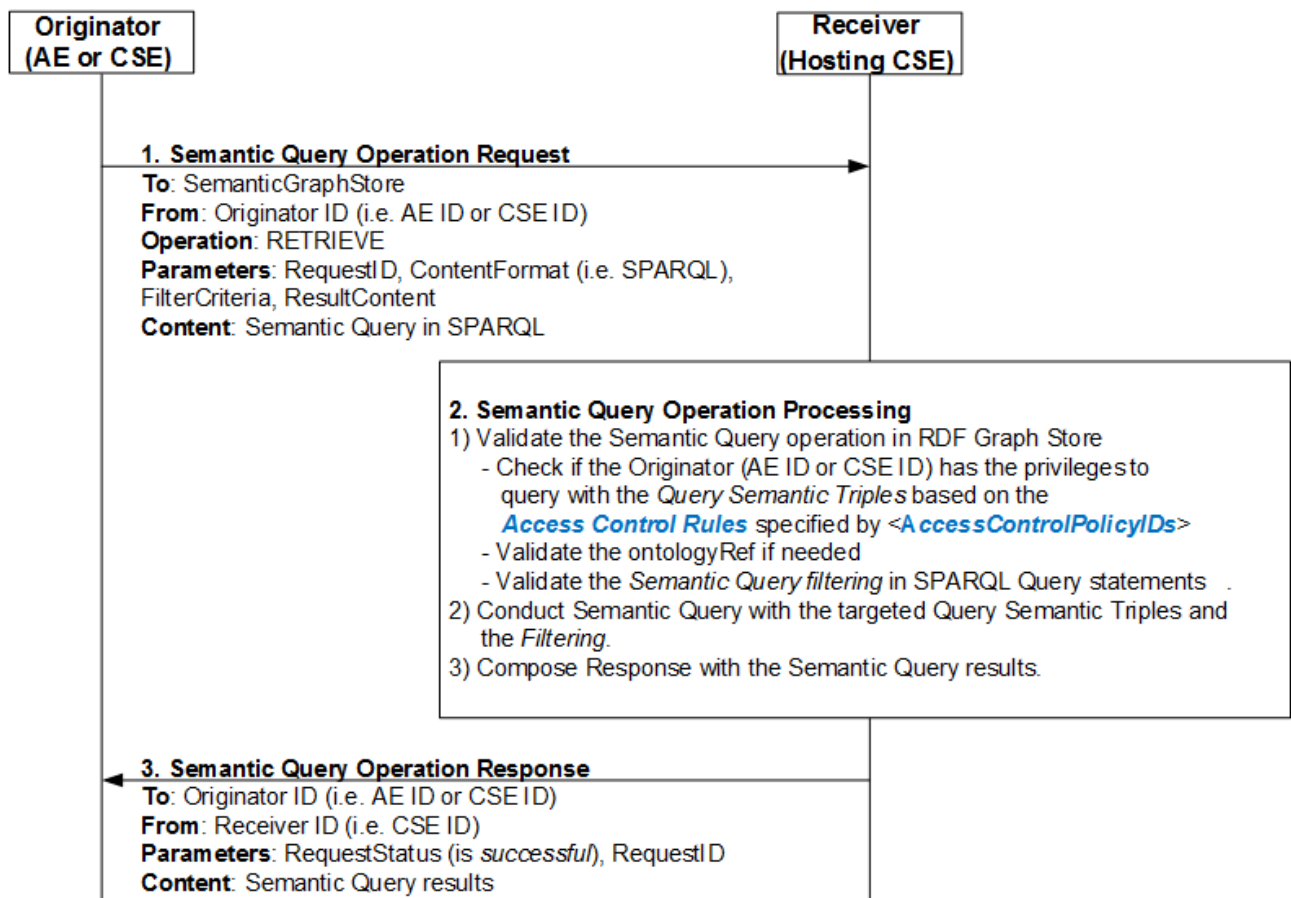 Originator
(AE or CSE)
Receiver
(Hosting CSE)
1. Semantic Query Operation Request
To: SemanticGraphStore
From: Originator ID (i.e. AE ID or CSE ID)
Operation: RETRIEVE
Parameters: RequestID, ContentFormat (i.e. SPARQL),
FilterCriteria, ResultContent
Content: Semantic Query in SPARQL
2. Semantic Query Operation Processing
1) Validate the Semantic Query operation in RDF Graph Store
- Check if the Originator (AE ID or CSE ID) has the privileges to
query with the Query Semantic Triples based on the
Access Control Rules specified by <AccessControlPolicyIDs>
- Validate the ontologyRef if needed
- Validate the Semantic Query filtering in SPARQL Query statements .
2) Conduct Semantic Query with the targeted Query Semantic Triples and
the Filtering.
3) Compose Response with the Semantic Query results.
3. Semantic Query Operation Response
To: Originator ID (i.e. AE ID or CSE ID)
From: Receiver ID (i.e. CSE ID)
Parameters: RequestStatus (is successful), RequestID
Content: Semantic Query results